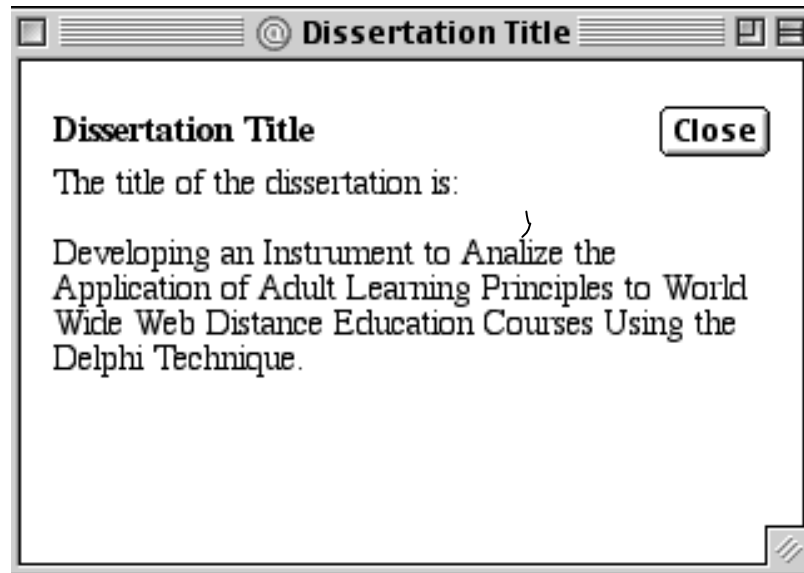 @ Dissertation Title
Dissertation Title
Close
The title of the dissertation is:
Developing an Instrument to Analize the
Application of Adult Learning Principles to World
Wide Web Distance Education Courses Using the
Delphi Technique.